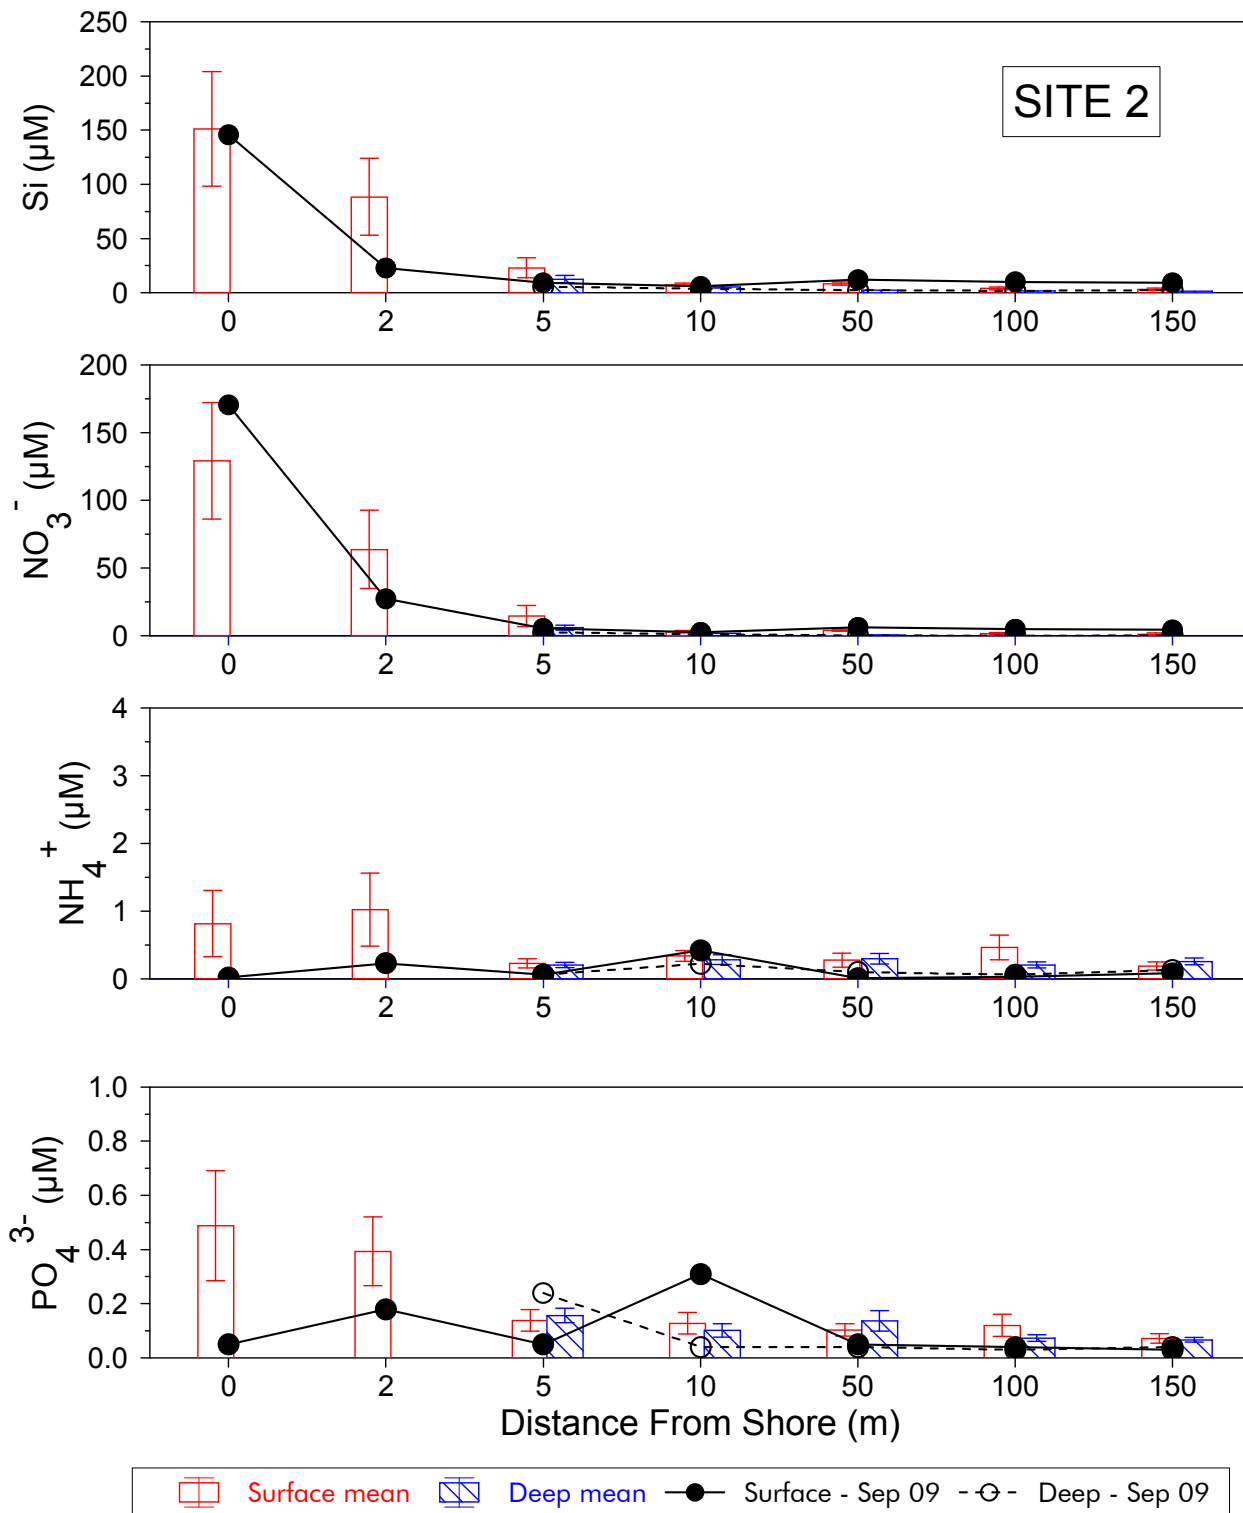 250
200
150
100
50
0
Si (µM)
SITE 2
0 2 5 10 50 100 150
200
150
100
50
0
NO3- (µM)
0 2 5 10 50 100 150
4
3
2
1
0
NH4+ (µM)
0 2 5 10 50 100 150
1.0
0.8
0.6
0.4
0.2
0.0
PO43- (µM)
0 2 5 10 50 100 150
Distance From Shore (m)
Surface mean Deep mean Surface - Sep 09 Deep - Sep 09